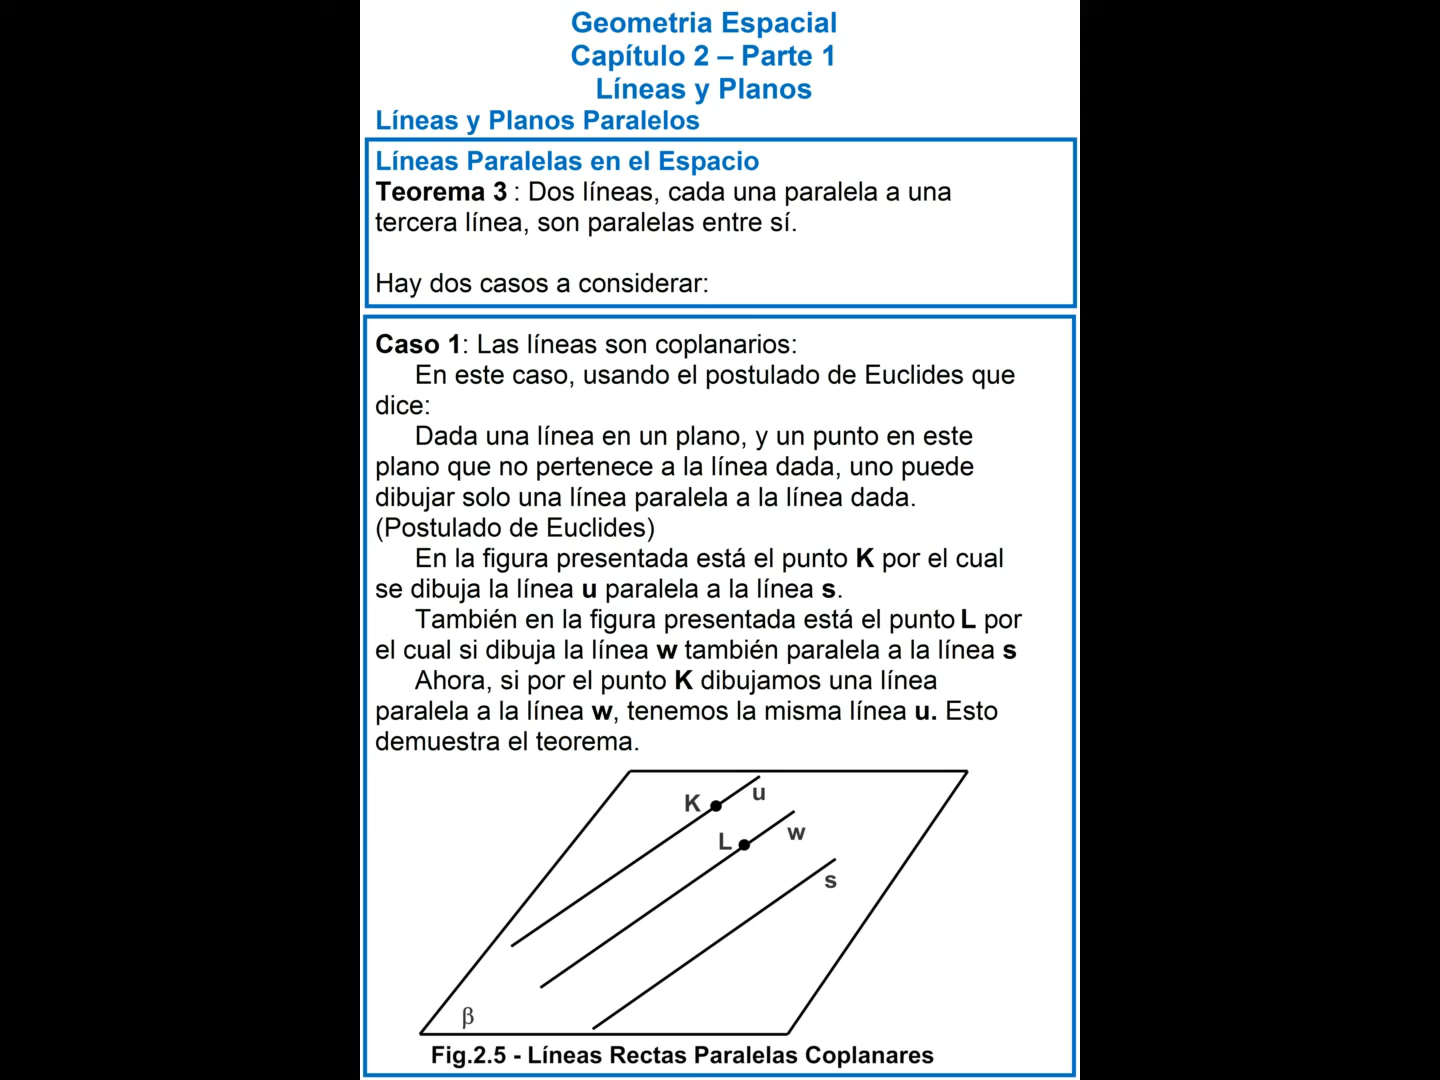 Geometria Espacial
Capítulo 2 – Parte 1
Líneas y Planos
Líneas y Planos Paralelos
Líneas Paralelas en el Espacio
Teorema 3 : Dos líneas, cada una paralela a una
tercera línea, son paralelas entre sí.
Hay dos casos a considerar:
Caso 1: Las líneas son coplanarios:
En este caso, usando el postulado de Euclides que
dice:
Dada una línea en un plano, y un punto en este
plano que no pertenece a la línea dada, uno puede
dibujar solo una línea paralela a la línea dada.
(Postulado de Euclides)
En la figura presentada está el punto K por el cual
se dibuja la línea u paralela a la línea s.
También en la figura presentada está el punto L por
el cual si dibuja la línea w también paralela a la línea s
Ahora, si por el punto K dibujamos una línea
paralela a la línea w, tenemos la misma línea u. Esto
demuestra el teorema.
K
u
L
w
s
β
Fig.2.5 - Líneas Rectas Paralelas Coplanares